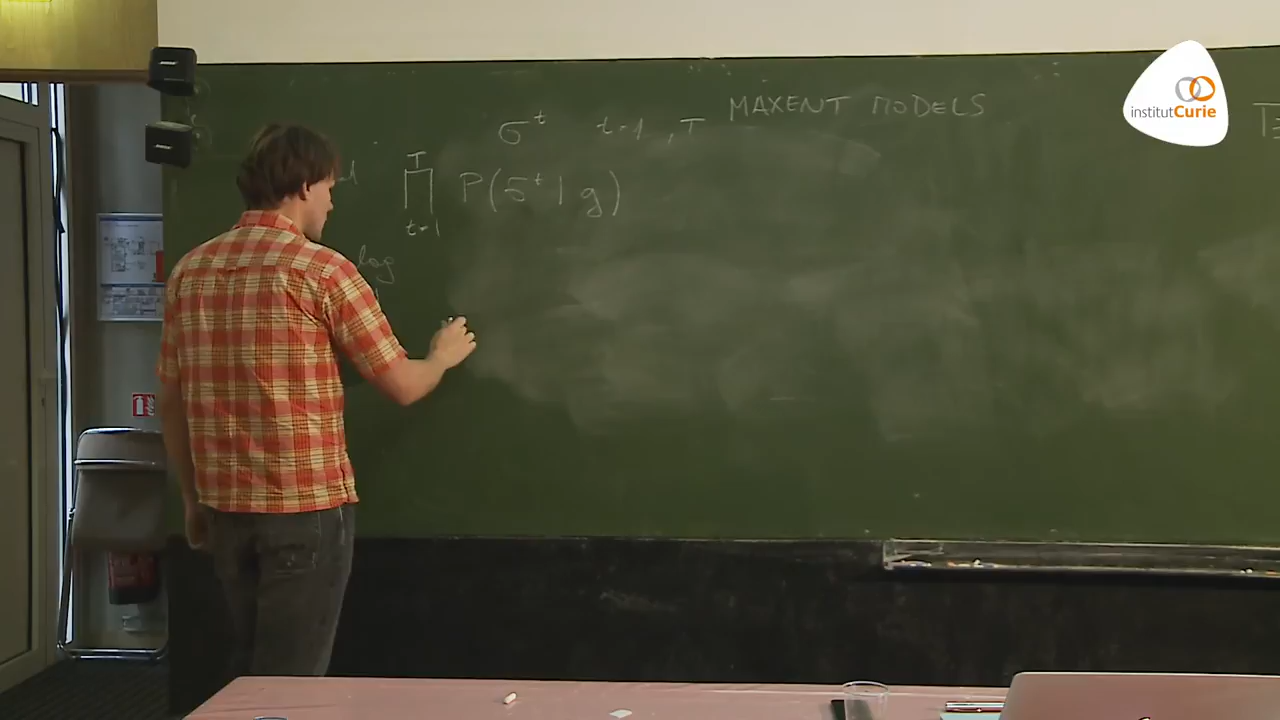 MAXENT MODELS
σ^t t=1, T
∏_{t=1}^{T} P(σ^t | g)
log
institutCurie